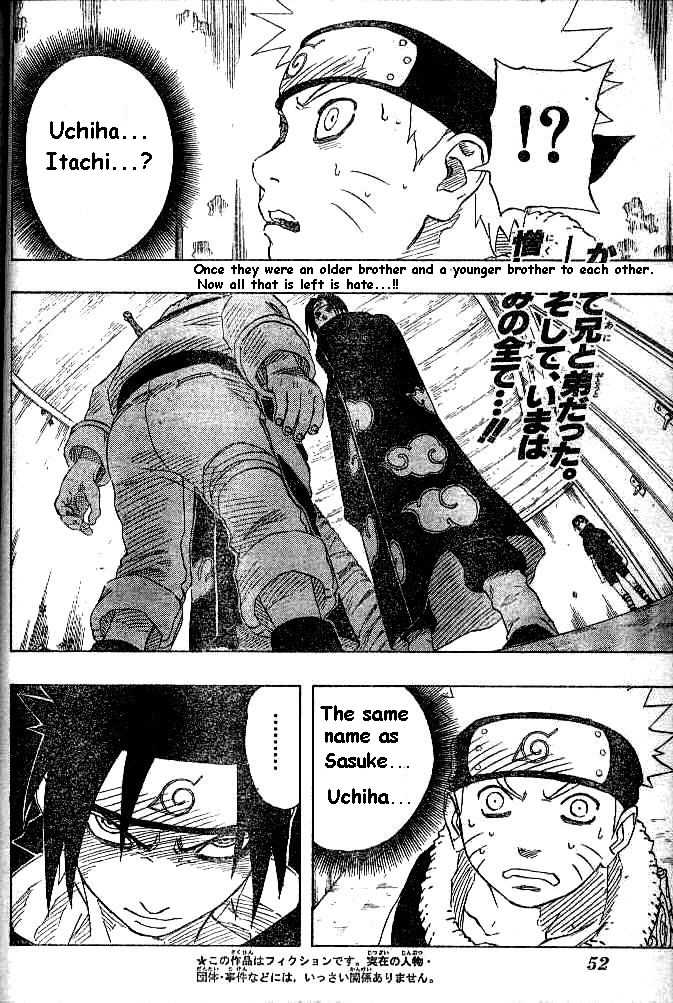 !?
Uchiha...
Itachi...?
Once they were an older brother and a younger brother to each other.
Now all that is left is hate...!!
か て兄と弟だった。
そして、いまは
憎 みの全て…!!
The same
name as
Sasuke...
Uchiha...
………
★この作品はフィクションです。実在の人物・
団体・事件などには、いっさい関係ありません。
52